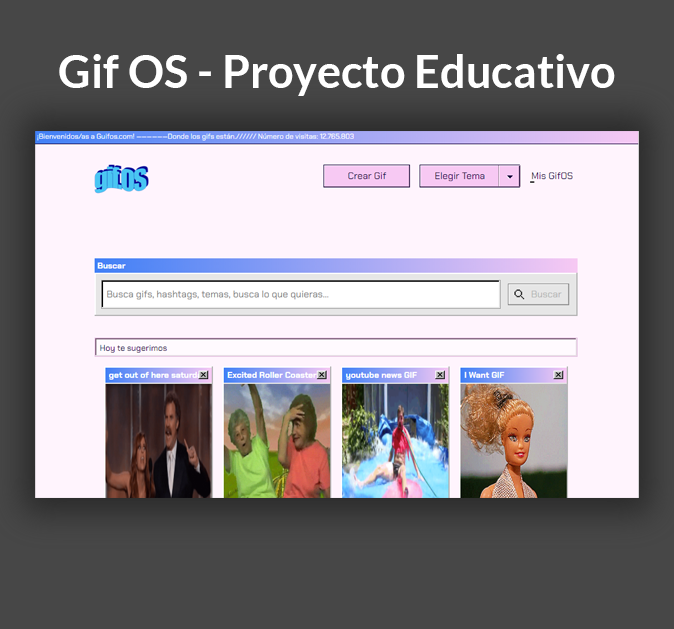 Gif OS - Proyecto Educativo
¡Bienvenidos/as a Guifos.com! ——————Donde los gifs están.////// Número de visitas: 12.765.803
gifOS
Crear Gif
Elegir Tema
Mis GifOS
Buscar
Busca gifs, hashtags, temas, busca lo que quieras...
Buscar
Hoy te sugerimos
get out of here saturd
Excited Roller Coaster
youtube news GIF
I Want GIF